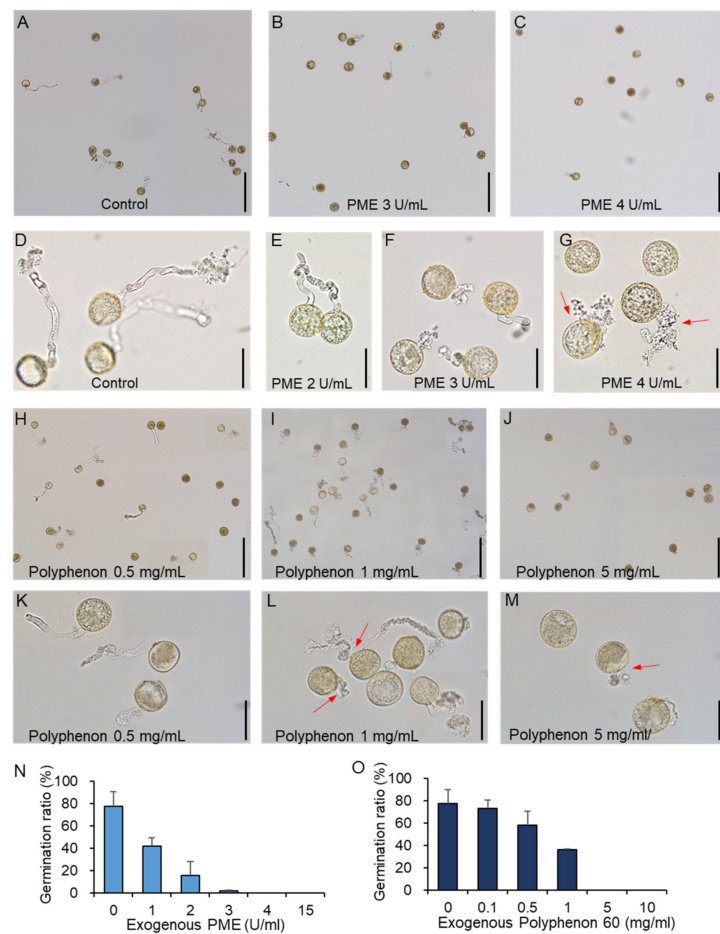 A
B
C
Control
PME 3 U/mL
PME 4 U/mL
D
E
F
G
Control
PME 2 U/mL
PME 3 U/mL
PME 4 U/mL
H
I
J
Polyphenon 0.5 mg/mL
Polyphenon 1 mg/mL
Polyphenon 5 mg/mL
K
L
M
Polyphenon 0.5 mg/mL
Polyphenon 1 mg/mL
Polyphenon 5 mg/ml/
N
Germination ratio (%)
100
80
60
40
20
0
0 1 2 3 4 15
Exogenous PME (U/ml)
O
Germination ratio (%)
100
80
60
40
20
0
0 0.1 0.5 1 5 10
Exogenous Polyphenon 60 (mg/ml)